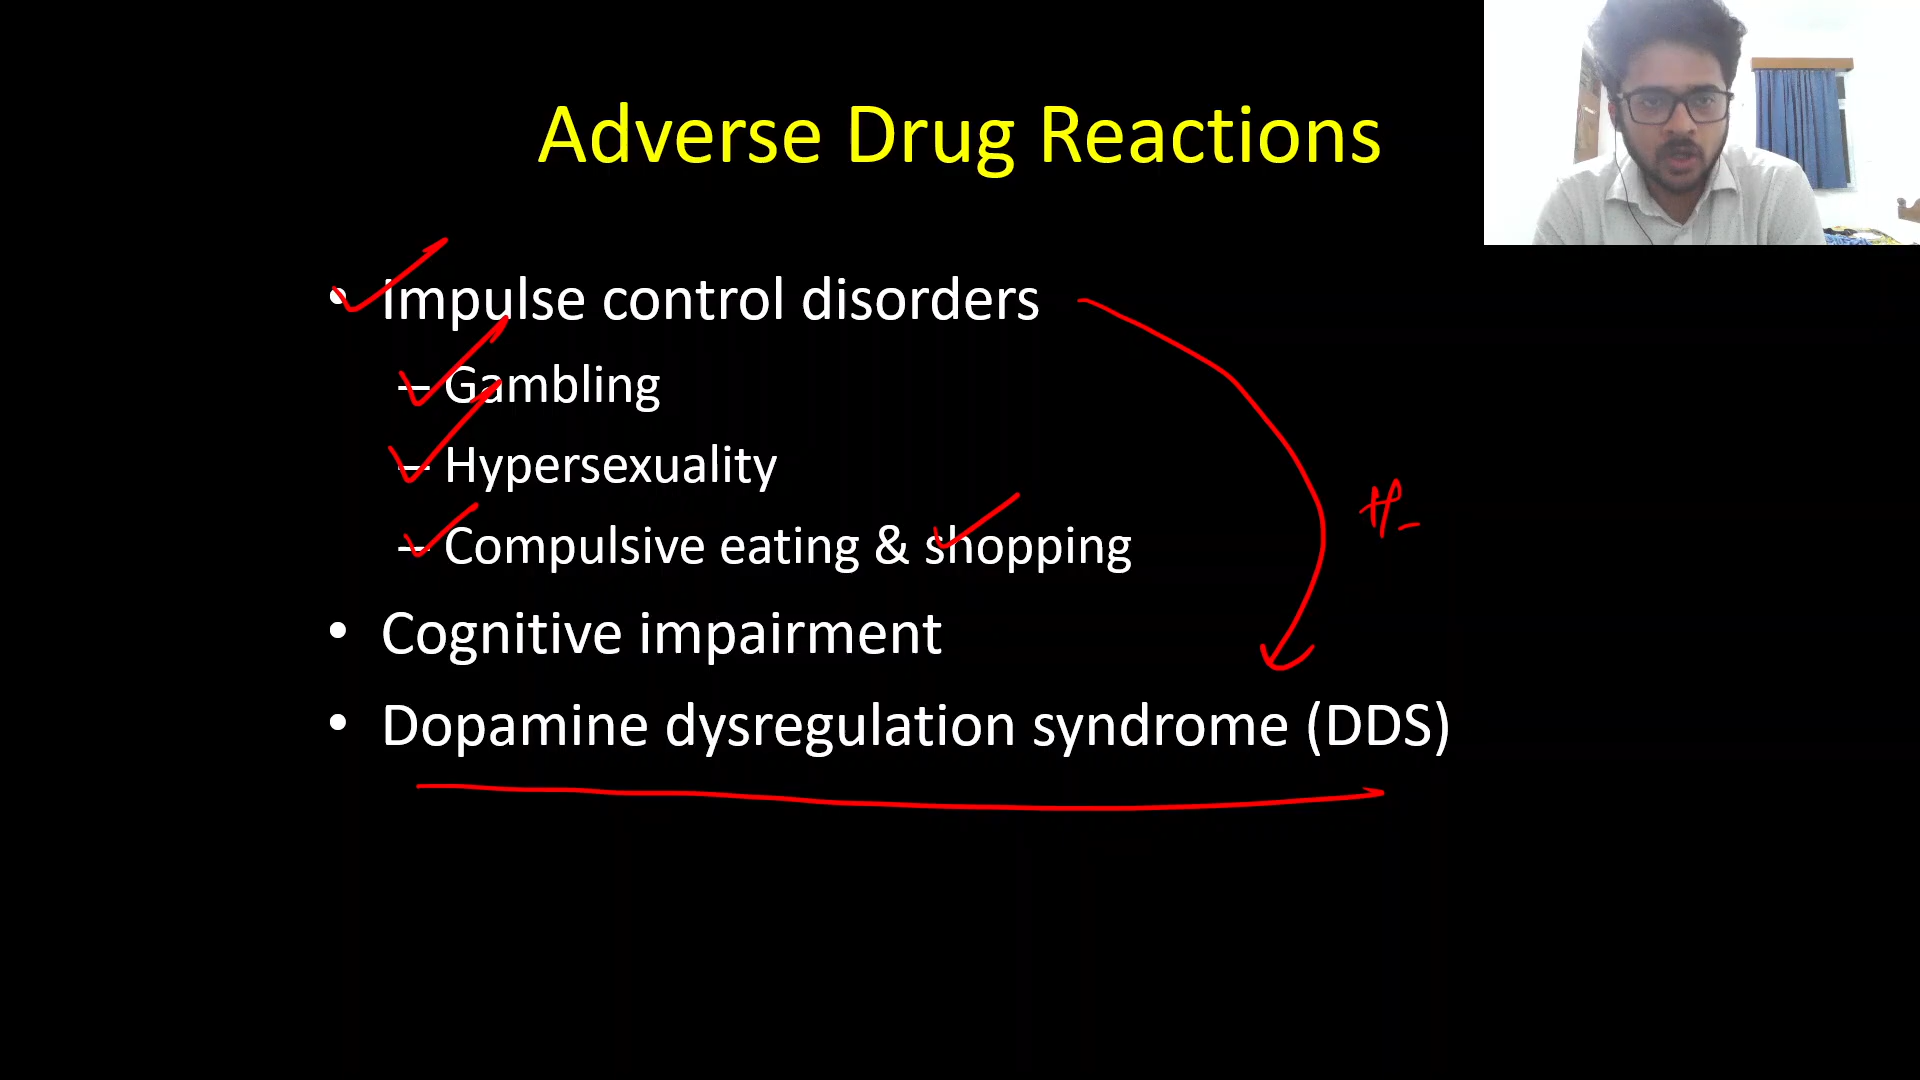 Adverse Drug Reactions
• Impulse control disorders
– Gambling
– Hypersexuality
– Compulsive eating & shopping
• Cognitive impairment
• Dopamine dysregulation syndrome (DDS)